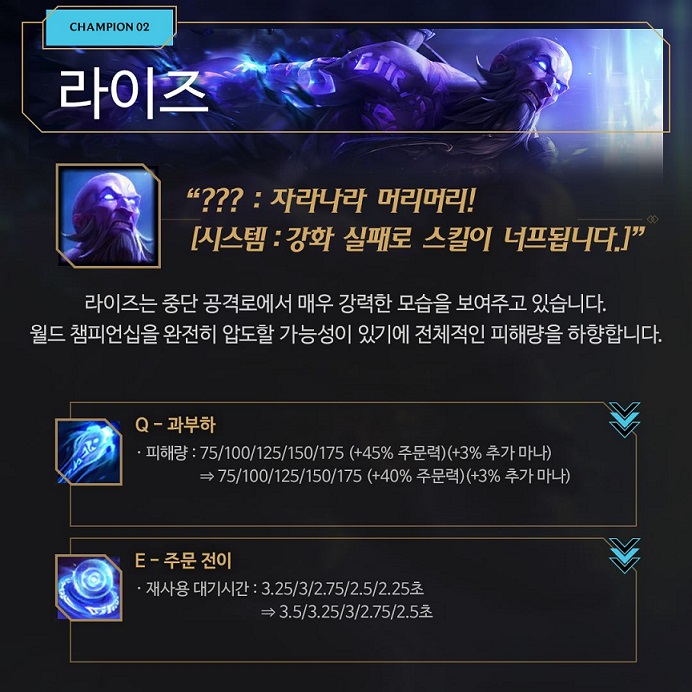 CHAMPION 02
라이즈
“??? : 자라나라 머리머리!
[시스템 : 강화 실패로 스킬이 너프됩니다.]”
라이즈는 중단 공격로에서 매우 강력한 모습을 보여주고 있습니다.
월드 챔피언십을 완전히 압도할 가능성이 있기에 전체적인 피해량을 하향합니다.
Q - 과부하
· 피해량 : 75/100/125/150/175 (+45% 주문력)(+3% 추가 마나)
⇒ 75/100/125/150/175 (+40% 주문력)(+3% 추가 마나)
E - 주문 전이
· 재사용 대기시간 : 3.25/3/2.75/2.5/2.25초
⇒ 3.5/3.25/3/2.75/2.5초